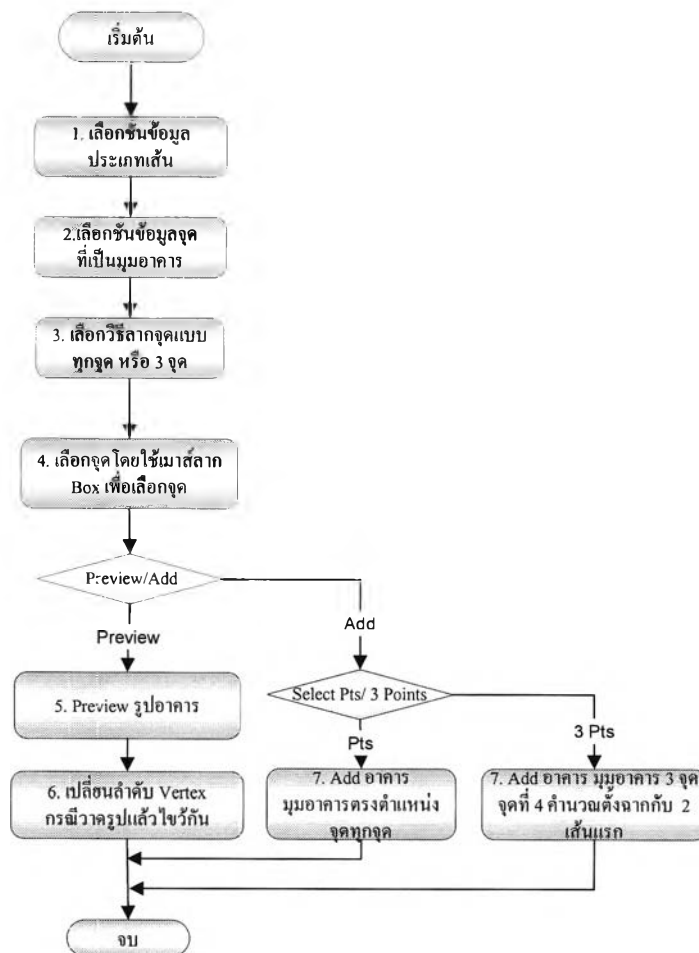 เริ่มต้น
1. เลือกชั้นข้อมูล
ประเภทเส้น
2.เลือกชั้นข้อมูลจุด
ที่เป็นมุมอาคาร
3. เลือกวิธีลากจุดแบบ
ทุกจุด หรือ 3 จุด
4. เลือกจุดโดยใช้เมาส์ลาก
Box เพื่อเลือกจุด
Preview/Add
Preview
Add
5. Preview รูปอาคาร
Select Pts/ 3 Points
Pts
3 Pts
6. เปลี่ยนลำดับ Vertex
กรณีวาดรูปแล้วไขว้กัน
7. Add อาคาร
มุมอาคารตรงตำแหน่ง
จุดทุกจุด
7. Add อาคาร มุมอาคาร 3 จุด
จุดที่ 4 คำนวณตั้งฉากกับ 2
เส้นแรก
จบ